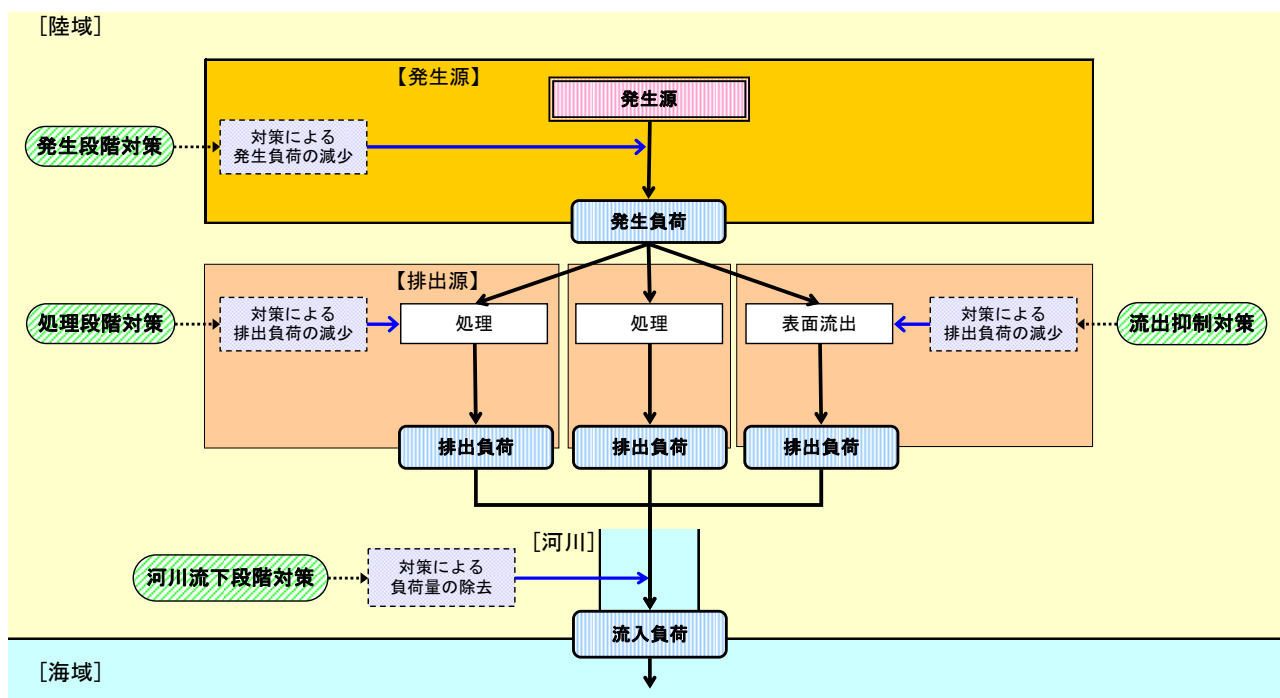 [陸域]
【発生源】
発生源
発生段階対策
対策による
発生負荷の減少
発生負荷
【排出源】
処理段階対策
対策による
排出負荷の減少
処理
処理
表面流出
対策による
排出負荷の減少
流出抑制対策
排出負荷
排出負荷
排出負荷
[河川]
河川流下段階対策
対策による
負荷量の除去
流入負荷
[海域]